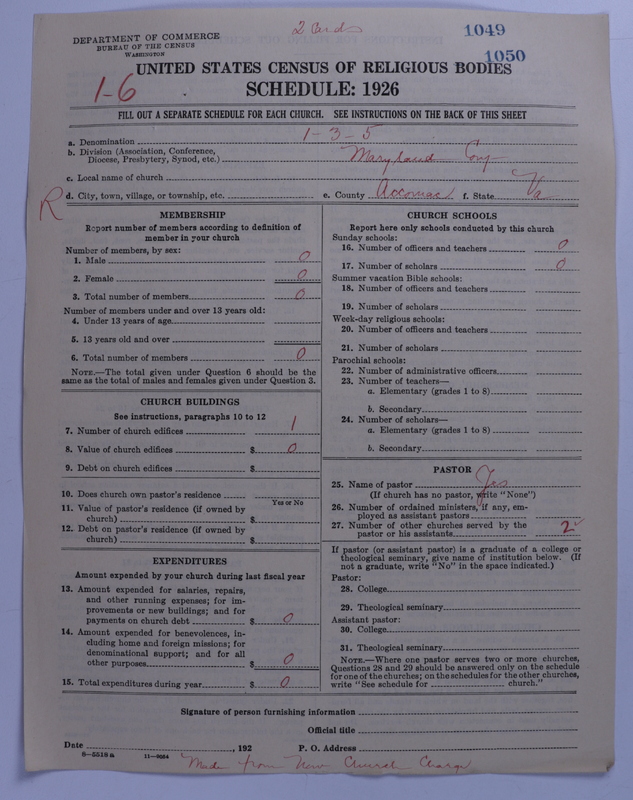 DEPARTMENT OF COMMERCE
BUREAU OF THE CENSUS
WASHINGTON
2 Cards
1049
1050
1-6
UNITED STATES CENSUS OF RELIGIOUS BODIES
SCHEDULE: 1926
FILL OUT A SEPARATE SCHEDULE FOR EACH CHURCH. SEE INSTRUCTIONS ON THE BACK OF THIS SHEET
a. Denomination 1-3-5
b. Division (Association, Conference,
Diocese, Presbytery, Synod, etc.) Maryland
c. Local name of church
R
d. City, town, village, or township, etc. e. County Accomac f. State Va
MEMBERSHIP
Report number of members according to definition of
member in your church
Number of members, by sex:
1. Male 0
2. Female 0
3. Total number of members 0
Number of members under and over 13 years old:
4. Under 13 years of age
5. 13 years old and over
6. Total number of members 0
NOTE.—The total given under Question 6 should be the
same as the total of males and females given under Question 3.
CHURCH BUILDINGS
See instructions, paragraphs 10 to 12
7. Number of church edifices 1
8. Value of church edifices $ 0
9. Debt on church edifices $
10. Does church own pastor's residence
Yes or No
11. Value of pastor's residence (if owned by
church) $
12. Debt on pastor's residence (if owned by
church) $
EXPENDITURES
Amount expended by your church during last fiscal year
13. Amount expended for salaries, repairs,
and other running expenses; for im-
provements or new buildings; and for
payments on church debt $ 0
14. Amount expended for benevolences, in-
cluding home and foreign missions; for
denominational support; and for all
other purposes $ 0
15. Total expenditures during year $ 0
CHURCH SCHOOLS
Report here only schools conducted by this church
Sunday schools:
16. Number of officers and teachers 0
17. Number of scholars 0
Summer vacation Bible schools:
18. Number of officers and teachers
19. Number of scholars
Week-day religious schools:
20. Number of officers and teachers
21. Number of scholars
Parochial schools:
22. Number of administrative officers
23. Number of teachers—
a. Elementary (grades 1 to 8)
b. Secondary
24. Number of scholars—
a. Elementary (grades 1 to 8)
b. Secondary
PASTOR
25. Name of pastor Yes
(If church has no pastor, write "None")
26. Number of ordained ministers, if any, em-
ployed as assistant pastors
27. Number of other churches served by the
pastor or his assistants 2
If pastor (or assistant pastor) is a graduate of a college or
theological seminary, give name of institution below. (If
not a graduate, write "No" in the space indicated.)
Pastor:
28. College
29. Theological seminary
Assistant pastor:
30. College
31. Theological seminary
NOTE.—Where one pastor serves two or more churches,
Questions 28 and 29 should be answered only on the schedule
for one of the churches; on the schedules for the other churches,
write "See schedule for church."
Signature of person furnishing information
Official title
Date , 192 P. O. Address
8—5518a 11—9054
Made from New Church Charge